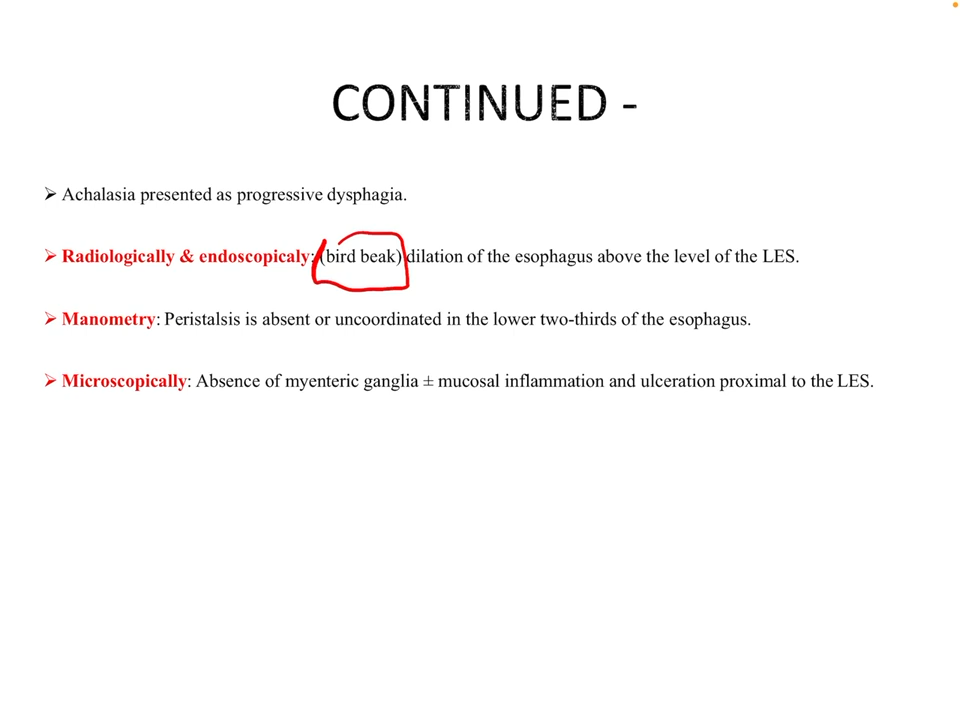 CONTINUED -
➢ Achalasia presented as progressive dysphagia.
➢ Radiologically & endoscopicaly: (bird beak) dilation of the esophagus above the level of the LES.
➢ Manometry: Peristalsis is absent or uncoordinated in the lower two-thirds of the esophagus.
➢ Microscopically: Absence of myenteric ganglia ± mucosal inflammation and ulceration proximal to the LES.